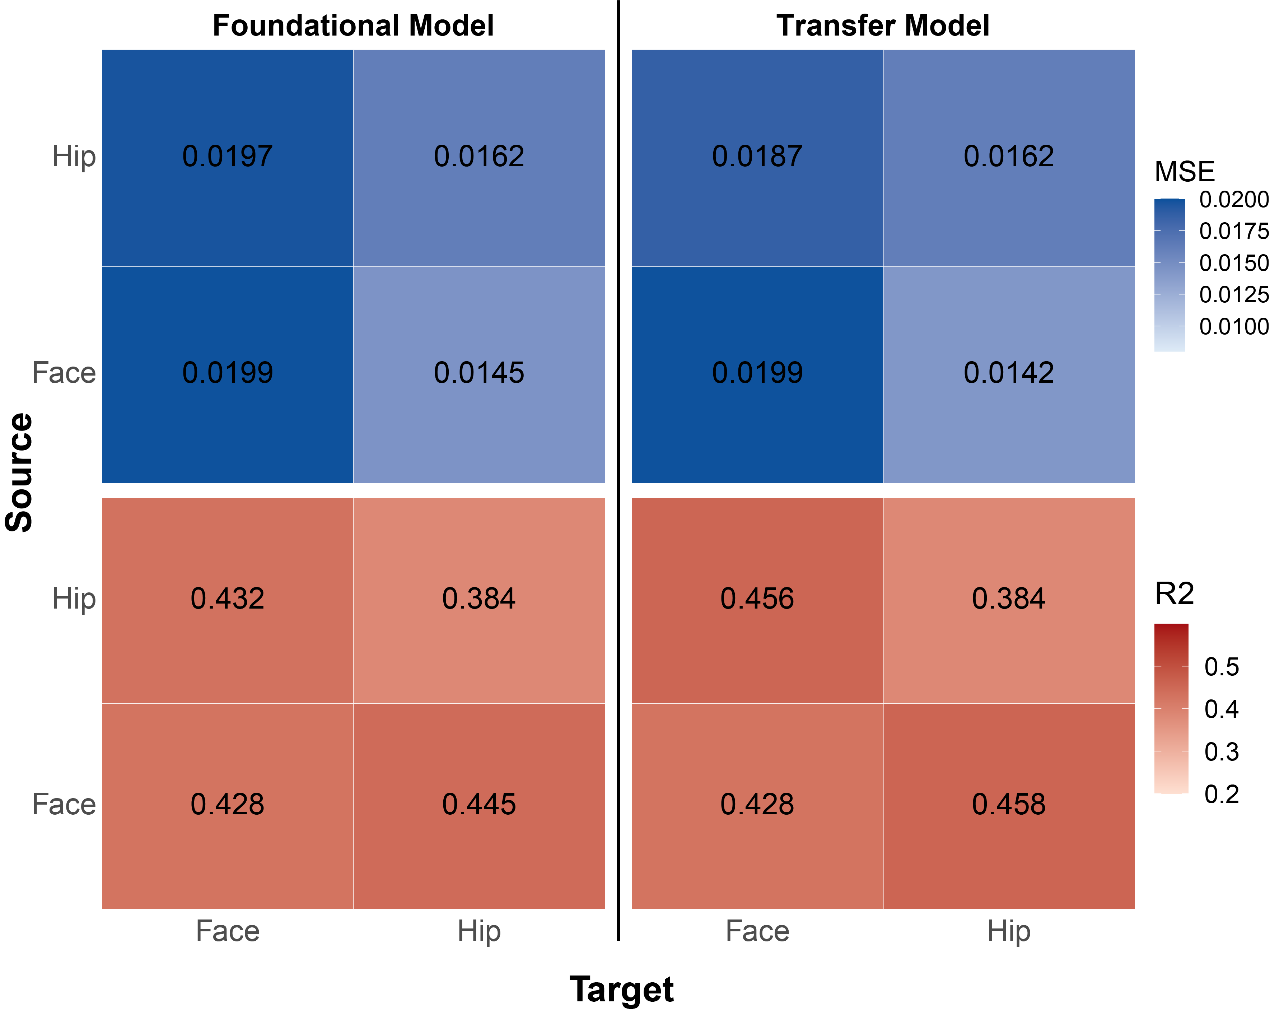 Foundational Model
Transfer Model
Hip
0.0197
0.0162
0.0187
0.0162
Face
0.0199
0.0145
0.0199
0.0142
Source
Hip
0.432
0.384
0.456
0.384
Face
0.428
0.445
0.428
0.458
Face
Hip
Face
Hip
Target
MSE
0.0200
0.0175
0.0150
0.0125
0.0100
R2
0.5
0.4
0.3
0.2